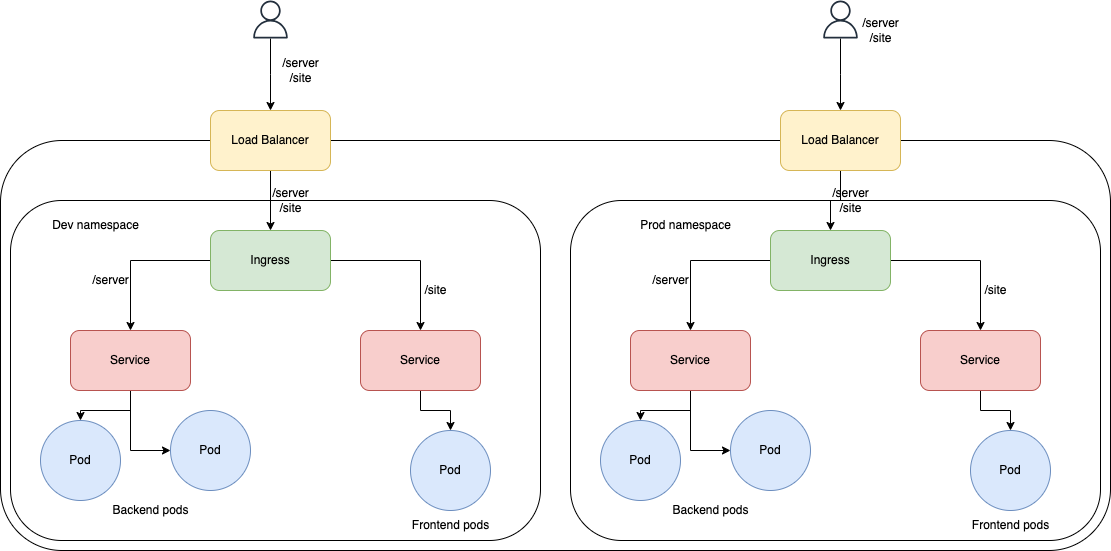 /server
/site
/server
/site
Load Balancer
Load Balancer
/server
/site
/server
/site
Dev namespace
Prod namespace
Ingress
Ingress
/server
/site
/server
/site
Service
Service
Service
Service
Pod
Pod
Pod
Pod
Pod
Pod
Backend pods
Frontend pods
Backend pods
Frontend pods